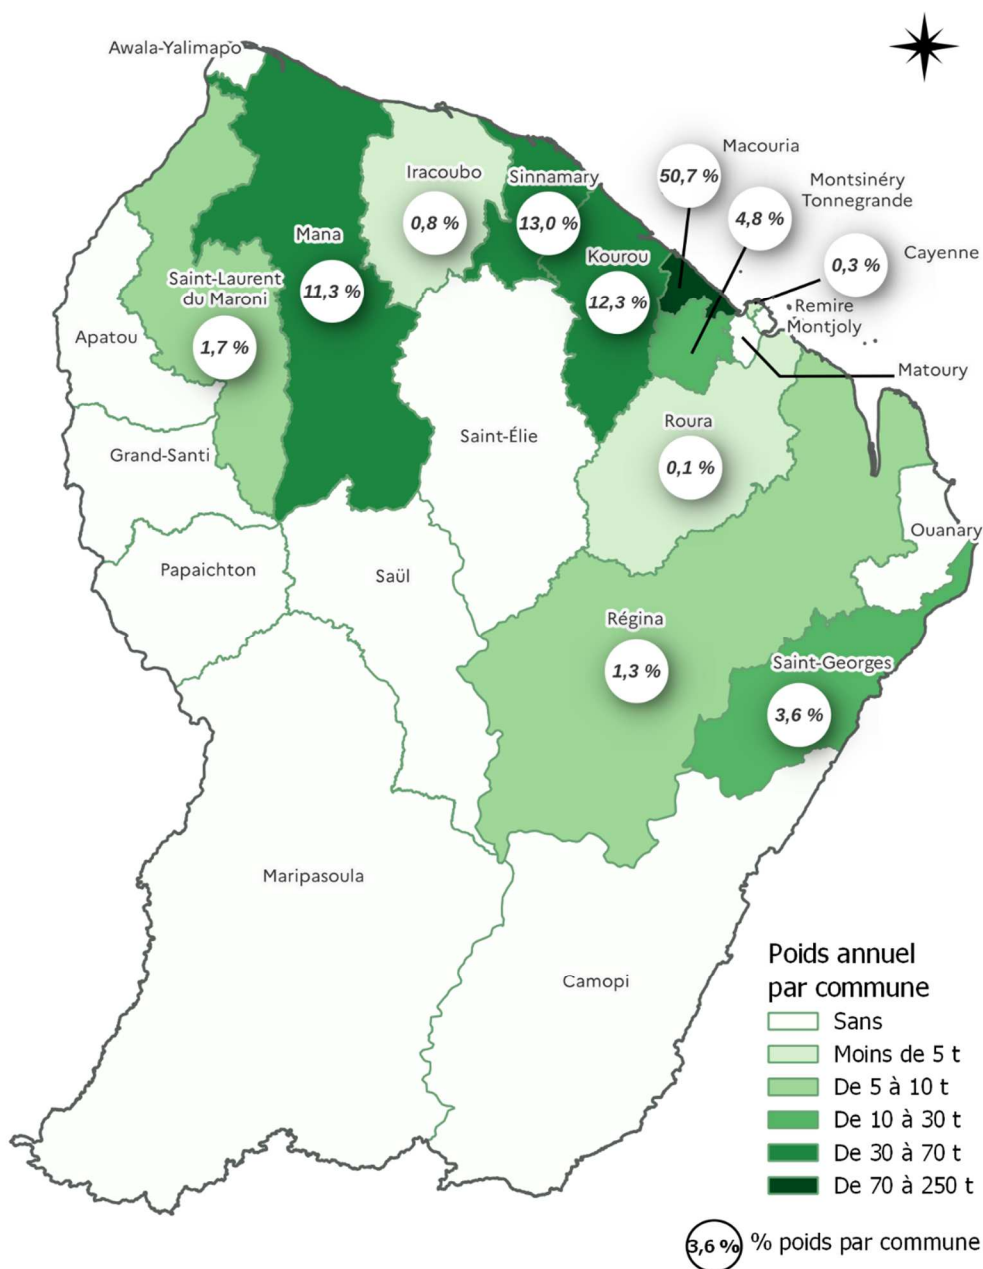 Awala-Yalimapo
Macouria
50,7 %
Montsinéry
Tonnegrande
4,8 %
Iracoubo
0,8 %
Sinnamary
13,0 %
Mana
11,3 %
Kourou
12,3 %
Cayenne
0,3 %
Saint-Laurent
du Maroni
1,7 %
Remire
Montjoly
Apatou
Matoury
Roura
0,1 %
Saint-Élie
Grand-Santi
Ouanary
Papaichton
Saül
Régina
1,3 %
Saint-Georges
3,6 %
Maripasoula
Camopi
Poids annuel
par commune
Sans
Moins de 5 t
De 5 à 10 t
De 10 à 30 t
De 30 à 70 t
De 70 à 250 t
3,6 % % poids par commune